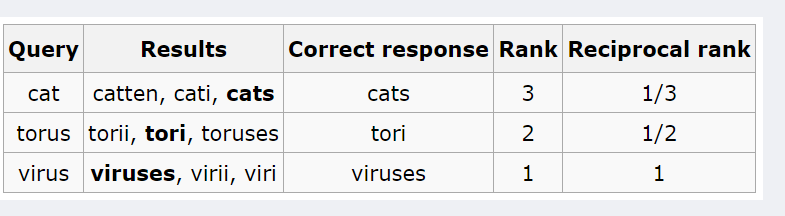 Query Results Correct response Rank Reciprocal rank
cat catten, cati, cats cats 3 1/3
torus torii, tori, toruses tori 2 1/2
virus viruses, virii, viri viruses 1 1